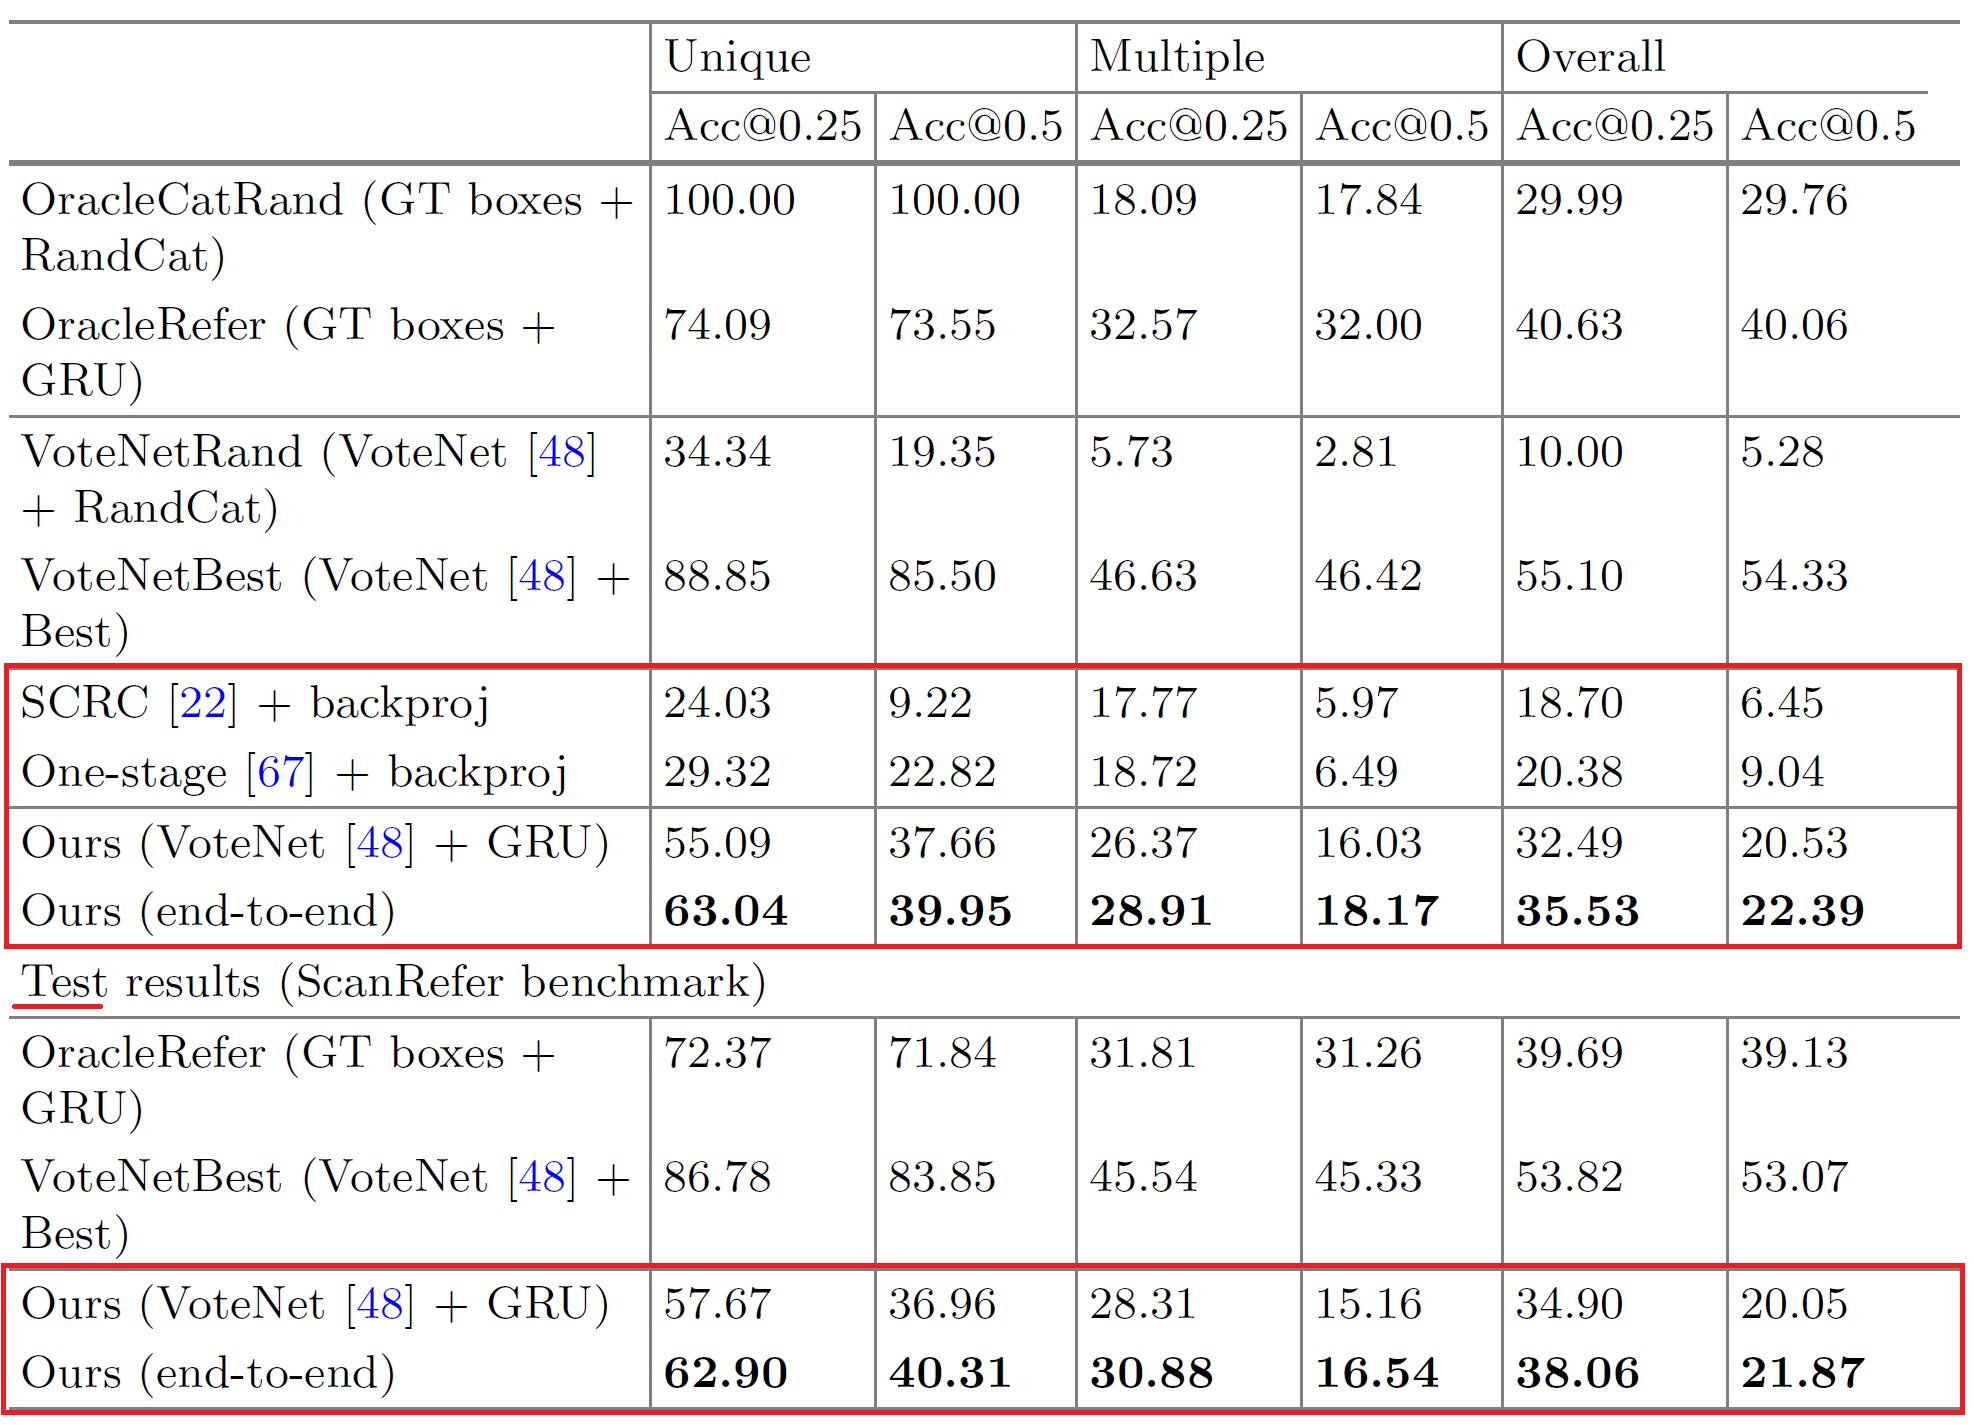 Unique Multiple Overall
Acc@0.25 Acc@0.5 Acc@0.25 Acc@0.5 Acc@0.25 Acc@0.5
OracleCatRand (GT boxes + 100.00 100.00 18.09 17.84 29.99 29.76
RandCat)
OracleRefer (GT boxes + 74.09 73.55 32.57 32.00 40.63 40.06
GRU)
VoteNetRand (VoteNet [48] 34.34 19.35 5.73 2.81 10.00 5.28
+ RandCat)
VoteNetBest (VoteNet [48] + 88.85 85.50 46.63 46.42 55.10 54.33
Best)
SCRC [22] + backproj 24.03 9.22 17.77 5.97 18.70 6.45
One-stage [67] + backproj 29.32 22.82 18.72 6.49 20.38 9.04
Ours (VoteNet [48] + GRU) 55.09 37.66 26.37 16.03 32.49 20.53
Ours (end-to-end) 63.04 39.95 28.91 18.17 35.53 22.39
Test results (ScanRefer benchmark)
OracleRefer (GT boxes + 72.37 71.84 31.81 31.26 39.69 39.13
GRU)
VoteNetBest (VoteNet [48] + 86.78 83.85 45.54 45.33 53.82 53.07
Best)
Ours (VoteNet [48] + GRU) 57.67 36.96 28.31 15.16 34.90 20.05
Ours (end-to-end) 62.90 40.31 30.88 16.54 38.06 21.87